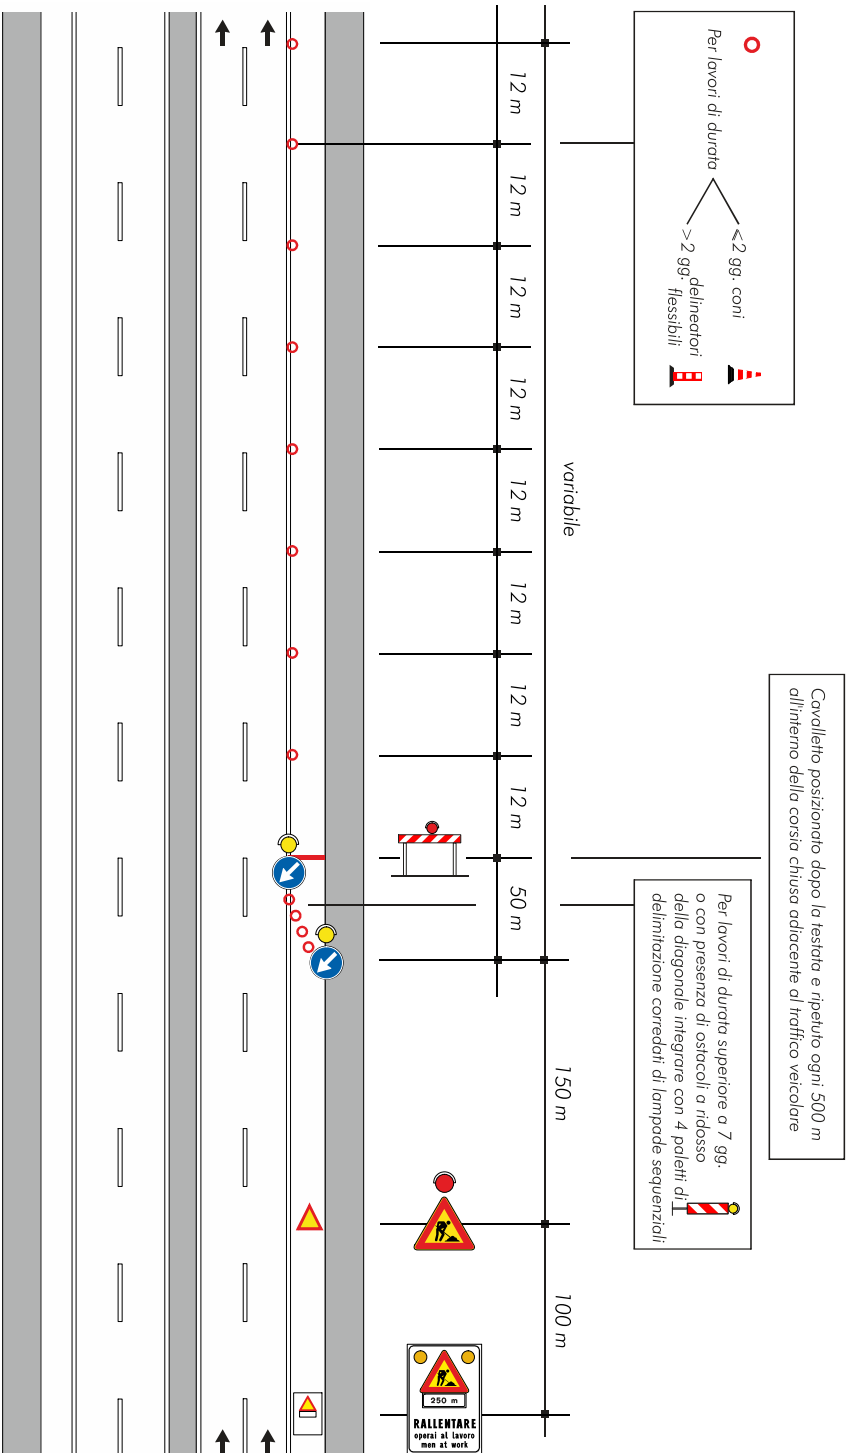 Per lavori di durata
<2 gg. coni
>2 gg. delineatori
flessibili
12 m
12 m
12 m
12 m
12 m
12 m
12 m
12 m
50 m
variabile
150 m
100 m
Cavalletto posizionato dopo la testata e ripetuto ogni 500 m
all'interno della corsia chiusa adiacente al traffico veicolare
Per lavori di durata superiore a 7 gg.
o con presenza di ostacoli a ridosso
della diagonale integrare con 4 paletti di
delimitazione corredati di lampade sequenziali
250 m
RALLENTARE
operai al lavoro
men at work